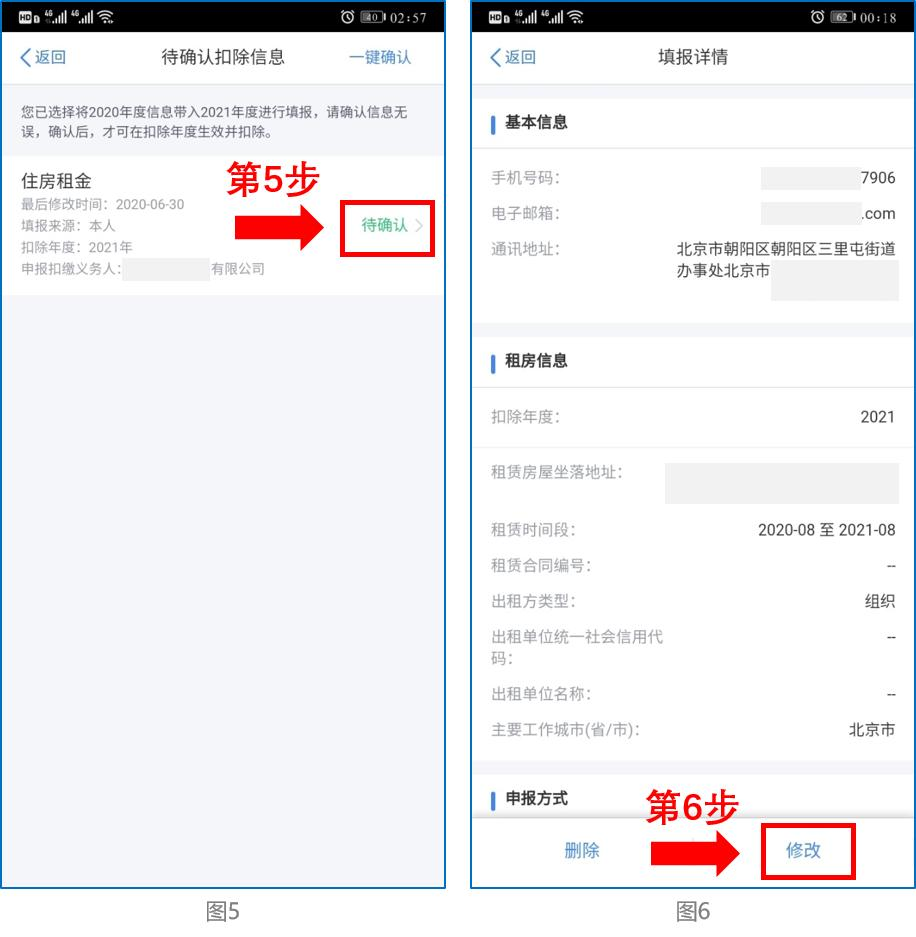 HD 4G 4G 40 02:57
返回
待确认扣除信息
一键确认
您已选择将2020年度信息带入2021年度进行填报，请确认信息无
误，确认后，才可在扣除年度生效并扣除。
住房租金
最后修改时间：2020-06-30
填报来源：本人
扣除年度：2021年
申报扣缴义务人： 有限公司
第5步
待确认
图5
HD 4G 4G 62 00:18
返回
填报详情
基本信息
手机号码： 7906
电子邮箱： .com
通讯地址： 北京市朝阳区朝阳区三里屯街道
办事处北京市
租房信息
扣除年度： 2021
租赁房屋坐落地址：
租赁时间段： 2020-08 至 2021-08
租赁合同编号： --
出租方类型： 组织
出租单位统一社会信用代 --
码：
出租单位名称： --
主要工作城市(省/市)： 北京市
申报方式
第6步
删除
修改
图6